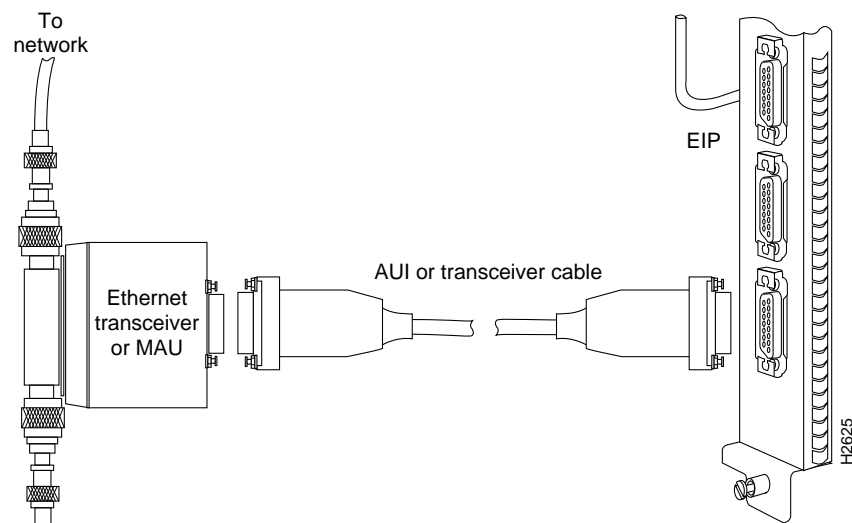 To
network
EIP
AUI or transceiver cable
Ethernet
transceiver
or MAU
H2625